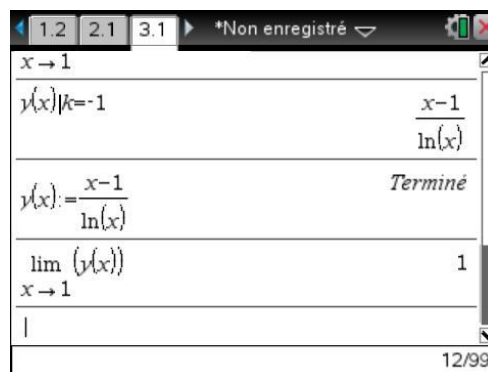 1.2 2.1 3.1 *Non enregistré
x→1
y(x)|k=-1
x-1
ln(x)
y(x):=x-1
ln(x)
Terminé
lim (y(x))
x→1
1
12/99